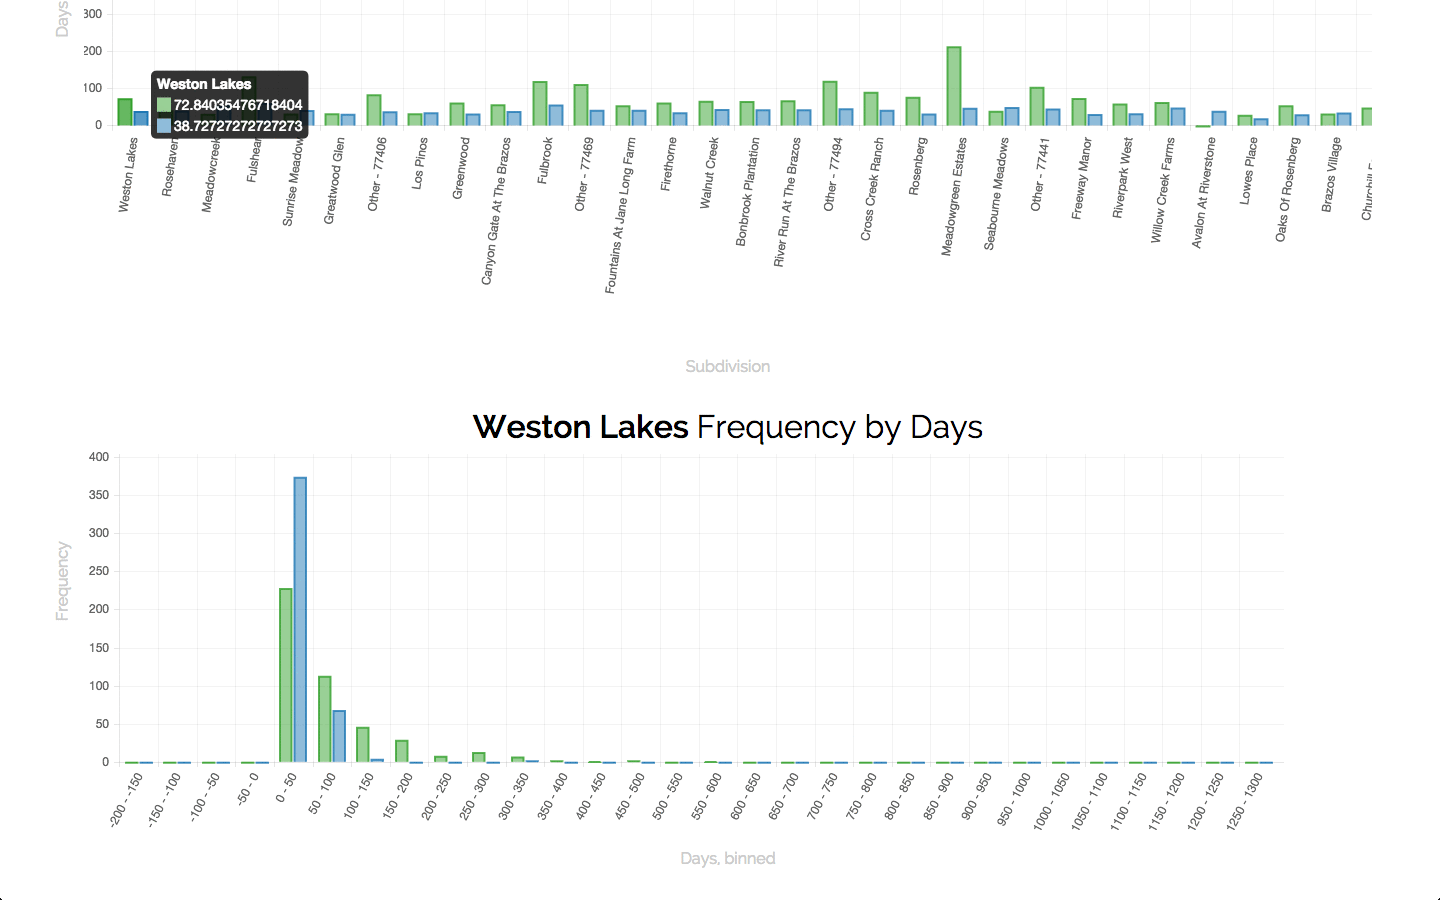 Days
300
200
100
0
Weston Lakes
72.84035476718404
38.72727272727273
Weston Lakes
Rosehaven
Meadowcreek
Fulshear
Sunrise Meadow
Greatwood Glen
Other - 77406
Los Pinos
Greenwood
Canyon Gate At The Brazos
Fulbrook
Other - 77469
Fountains At Jane Long Farm
Firethorne
Walnut Creek
Bonbrook Plantation
River Run At The Brazos
Other - 77494
Cross Creek Ranch
Rosenberg
Meadowgreen Estates
Seabourne Meadows
Other - 77441
Freeway Manor
Riverpark West
Willow Creek Farms
Avalon At Riverstone
Lowes Place
Oaks Of Rosenberg
Brazos Village
Subdivision
Weston Lakes Frequency by Days
Frequency
400
350
300
250
200
150
100
50
0
-200 - -150
-150 - -100
-100 - -50
-50 - 0
0 - 50
50 - 100
100 - 150
150 - 200
200 - 250
250 - 300
300 - 350
350 - 400
400 - 450
450 - 500
500 - 550
550 - 600
600 - 650
650 - 700
700 - 750
750 - 800
800 - 850
850 - 900
900 - 950
950 - 1000
1000 - 1050
1050 - 1100
1100 - 1150
1150 - 1200
1200 - 1250
1250 - 1300
Days, binned